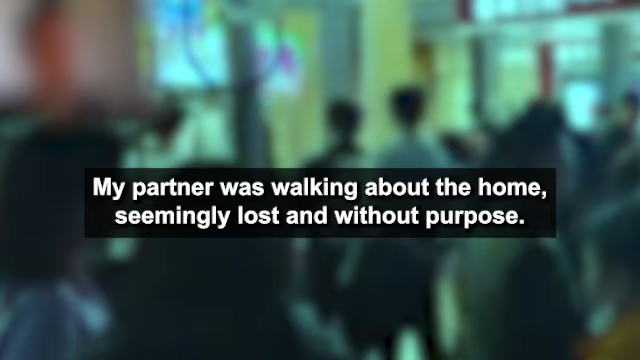 My partner was walking about the home,
seemingly lost and without purpose.